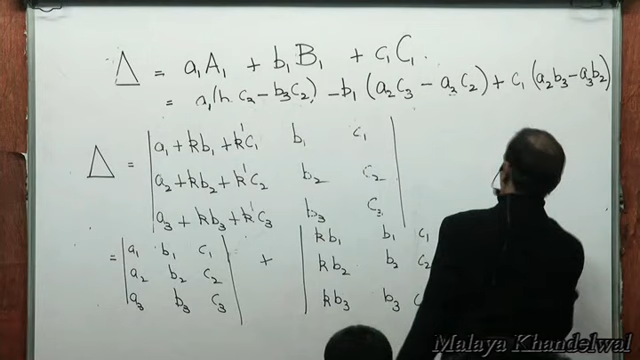 Δ = a₁A₁ + b₁B₁ + c₁C₁.
= a₁(b₂c₃ - b₃c₂) - b₁(a₂c₃ - a₃c₂) + c₁(a₂b₃ - a₃b₂)
Δ = | a₁ + kb₁ + k'c₁ b₁ c₁ |
| a₂ + kb₂ + k'c₂ b₂ c₂ |
| a₃ + kb₃ + k'c₃ b₃ c₃ |
= | a₁ b₁ c₁ | + | kb₁ b₁ c₁
| a₂ b₂ c₂ | | kb₂ b₂ c₂
| a₃ b₃ c₃ | | kb₃ b₃ c
Malaya Khandelwal